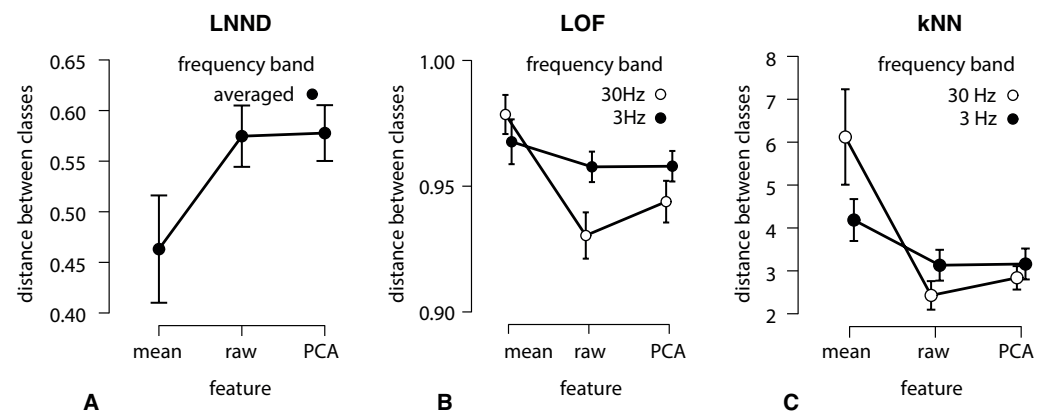 LNND
distance between classes
0.65
0.60
0.55
0.50
0.45
0.40
frequency band
averaged
mean raw PCA
feature
A
LOF
distance between classes
1.00
0.95
0.90
frequency band
30Hz
3Hz
mean raw PCA
feature
B
kNN
distance between classes
8
7
6
5
4
3
2
frequency band
30 Hz
3 Hz
mean raw PCA
feature
C